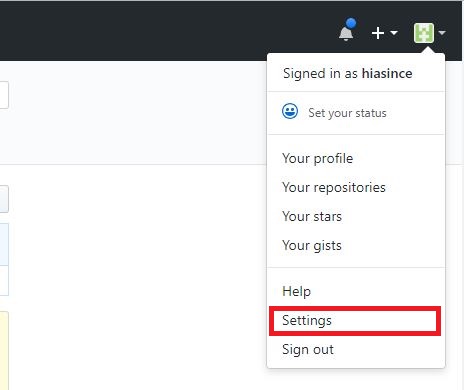 Signed in as hiasince
Set your status
Your profile
Your repositories
Your stars
Your gists
Help
Settings
Sign out